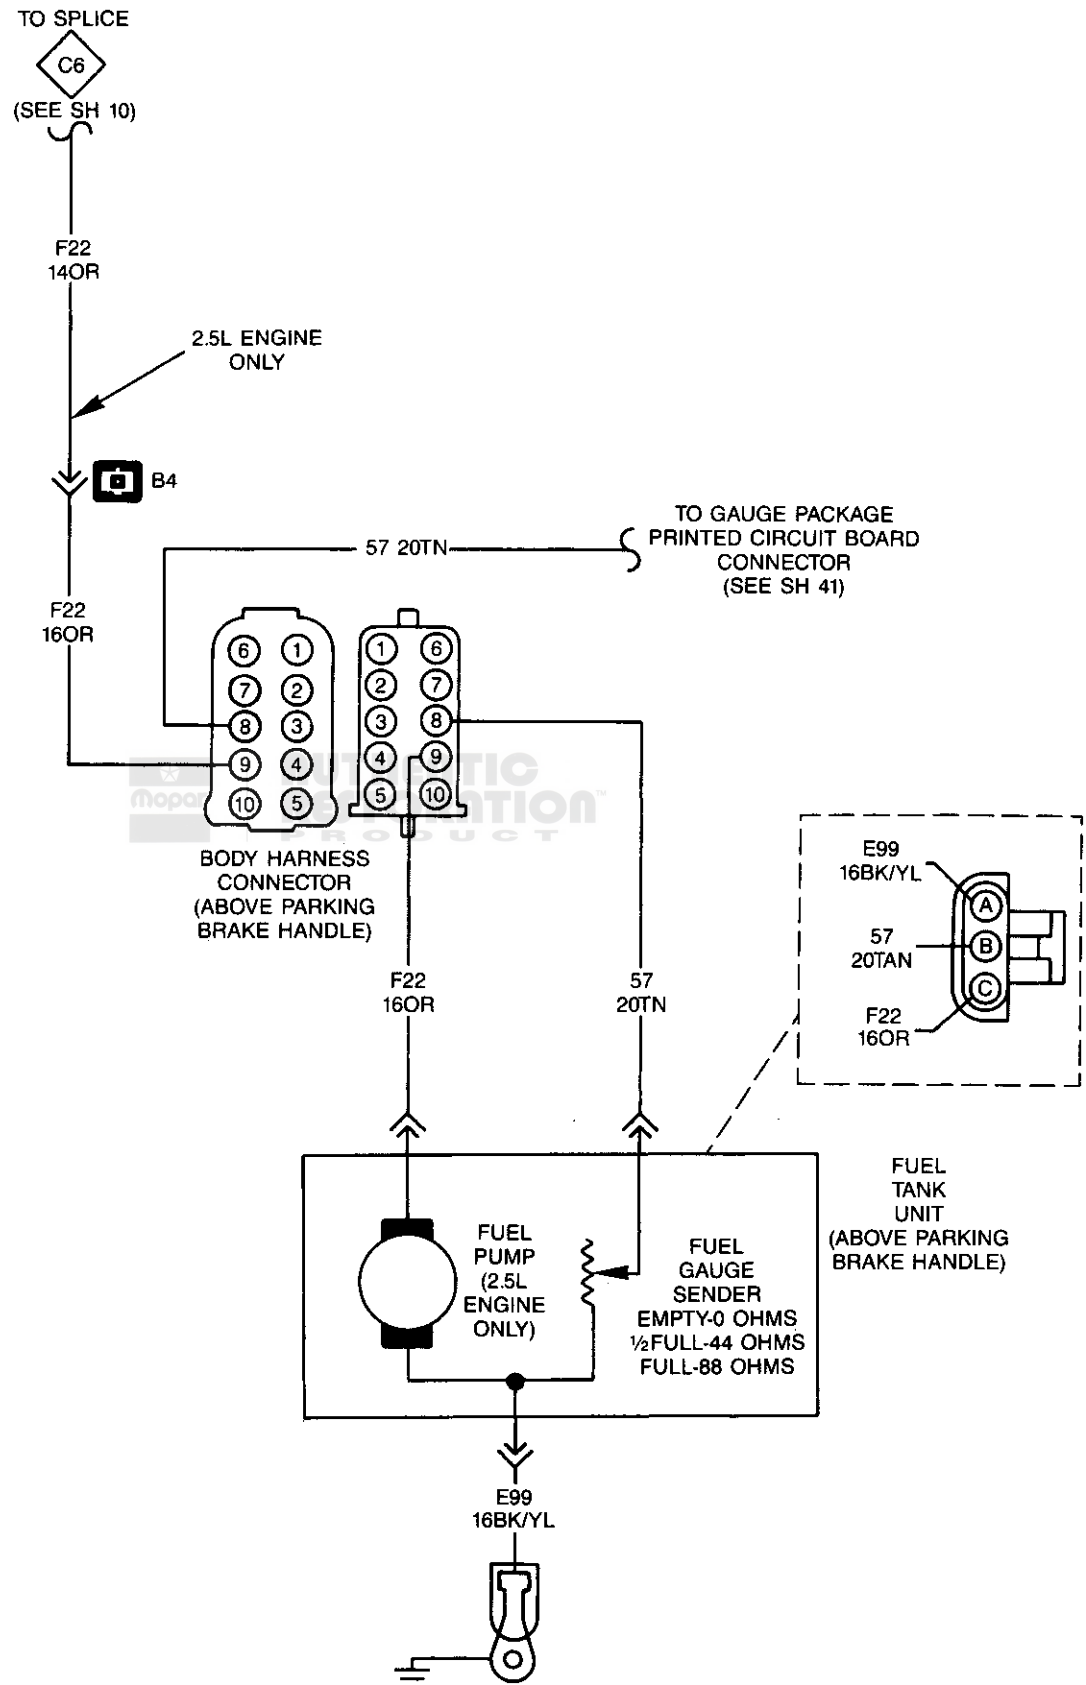 TO SPLICE
C6
(SEE SH 10)
F22
14OR
2.5L ENGINE
ONLY
B4
57 20TN
TO GAUGE PACKAGE
PRINTED CIRCUIT BOARD
CONNECTOR
(SEE SH 41)
F22
16OR
6 1
7 2
8 3
9 4
10 5
1 6
2 7
3 8
4 9
5 10
Mopar
AUTHENTIC
RESTORATION™
PRODUCT
BODY HARNESS
CONNECTOR
(ABOVE PARKING
BRAKE HANDLE)
F22
16OR
57
20TN
E99
16BK/YL
57
20TAN
F22
16OR
A
B
C
FUEL
TANK
UNIT
(ABOVE PARKING
BRAKE HANDLE)
FUEL
PUMP
(2.5L
ENGINE
ONLY)
FUEL
GAUGE
SENDER
EMPTY-0 OHMS
½FULL-44 OHMS
FULL-88 OHMS
E99
16BK/YL